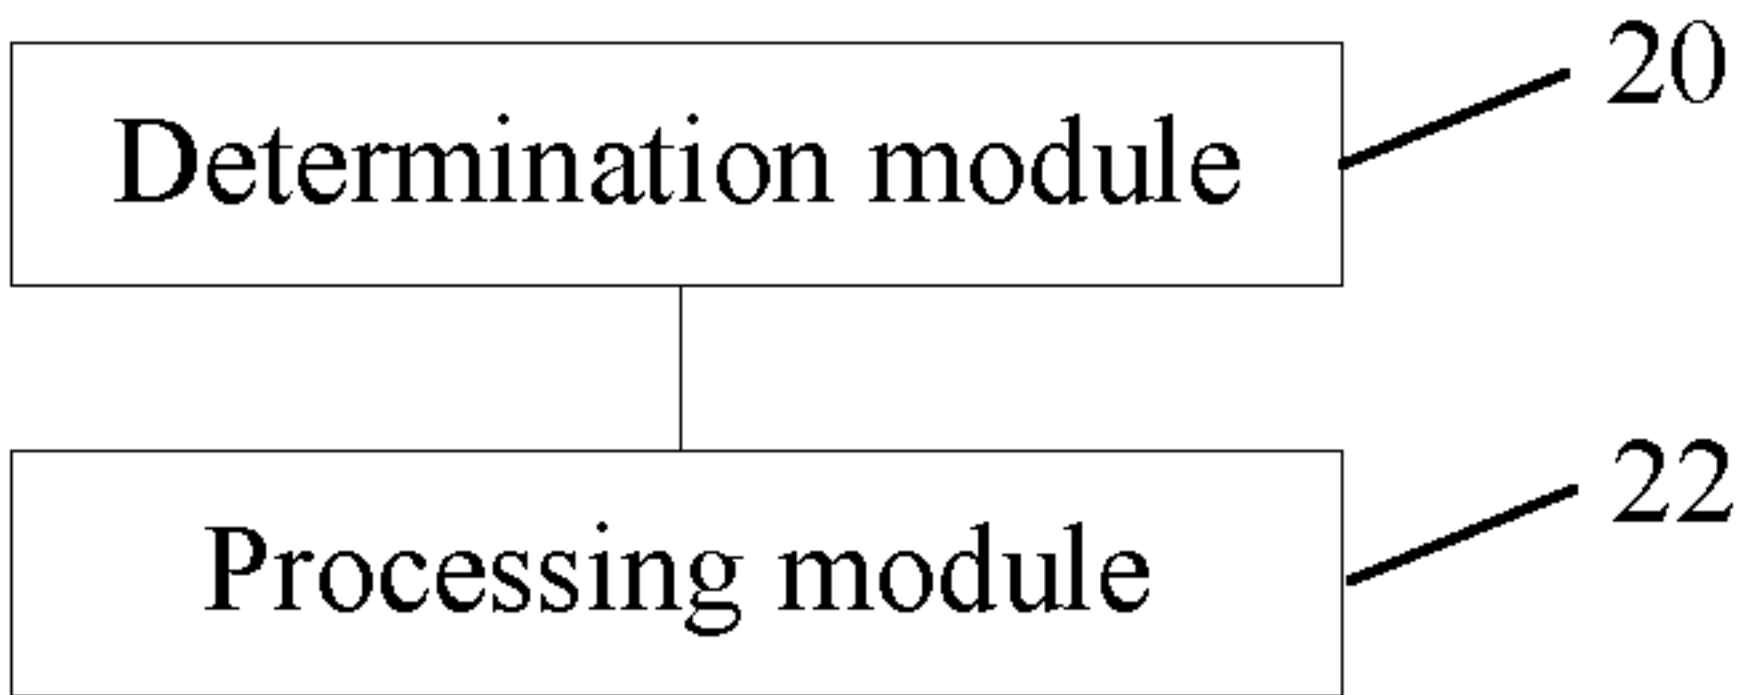 Determination module
20
Processing module
22